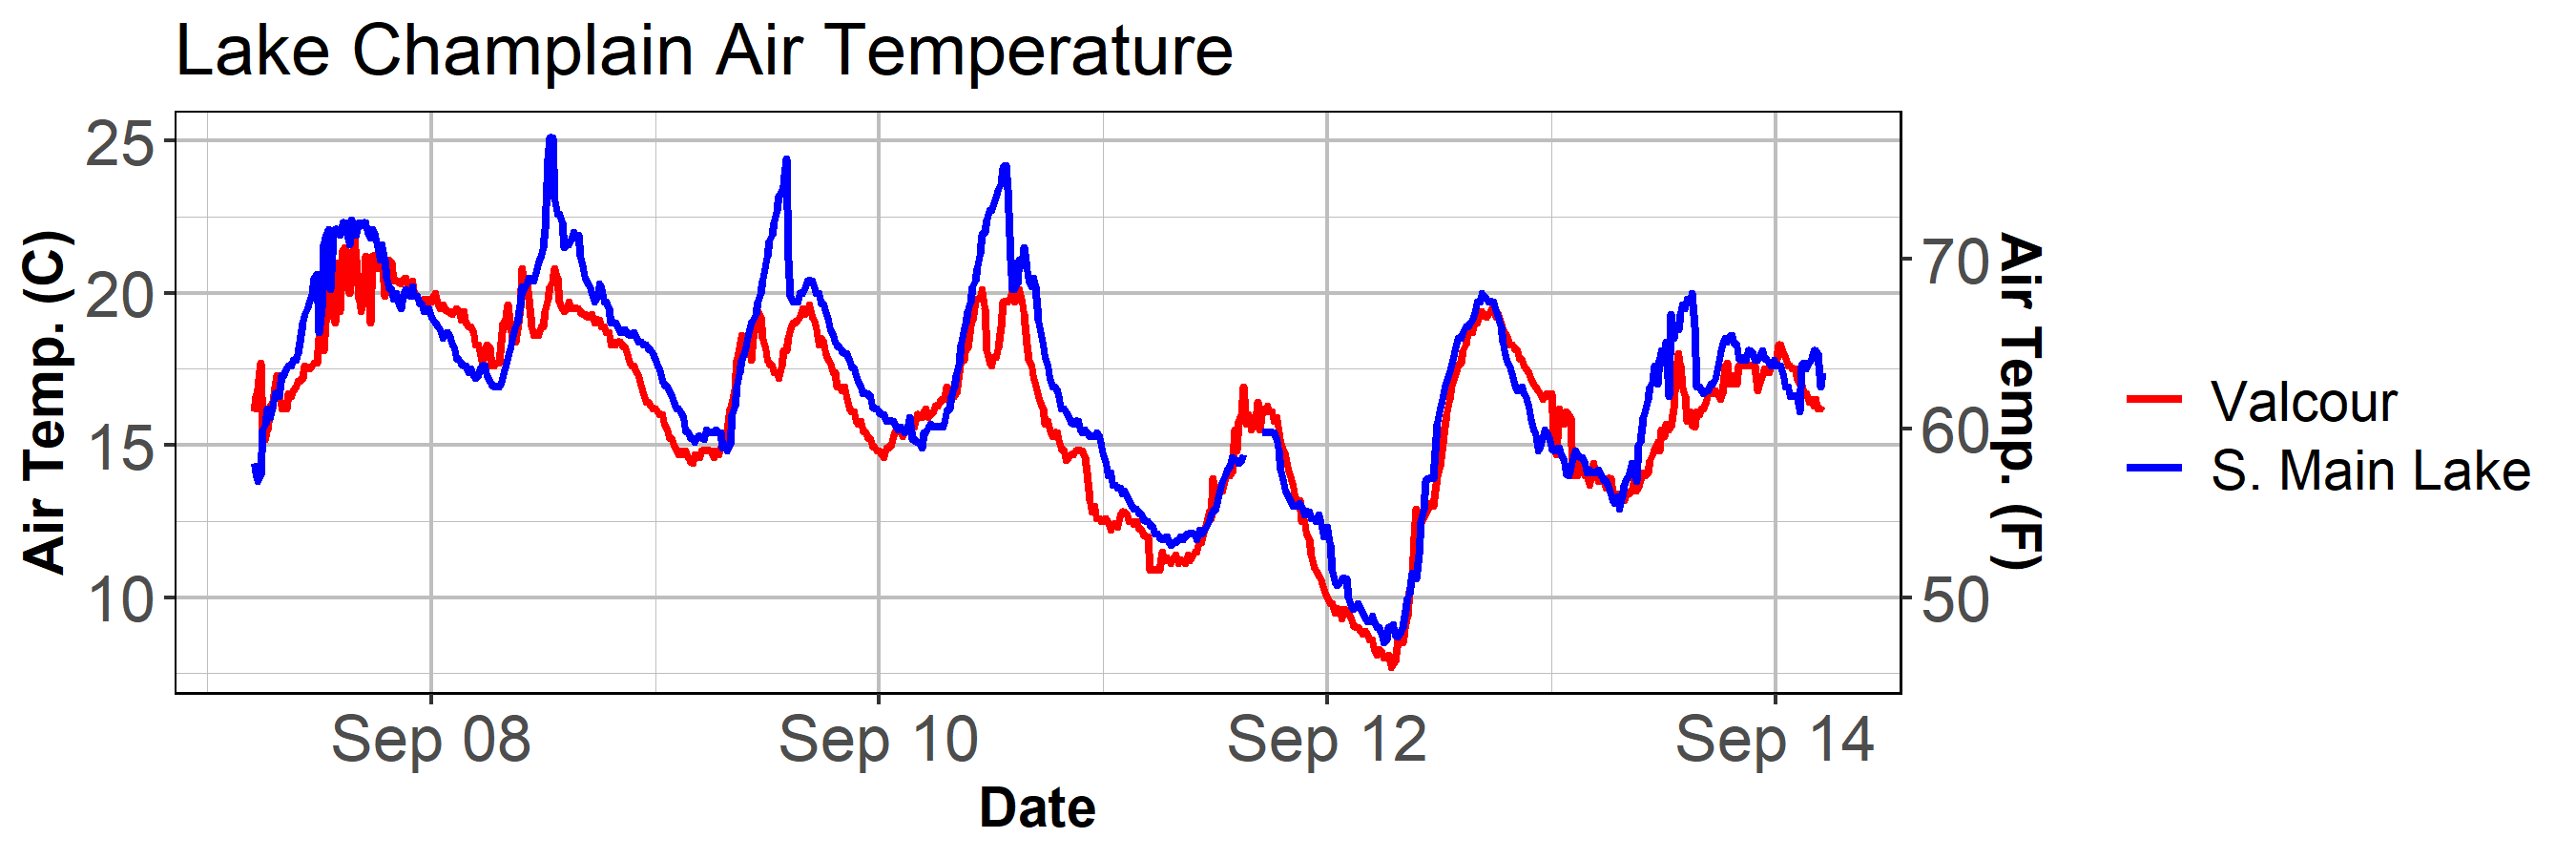 Lake Champlain Air Temperature
Air Temp. (C)
25
20
15
10
70
60
50
Air Temp. (F)
Sep 08
Sep 10
Sep 12
Sep 14
Date
Valcour
S. Main Lake